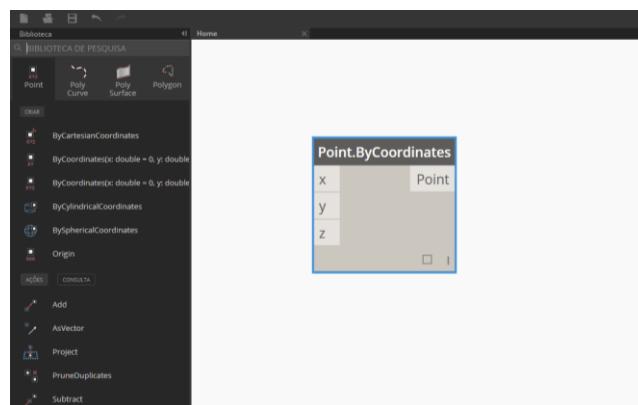 Biblioteca
Home
BIBLIOTECA DE PESQUISA
Point
Poly Curve
Poly Surface
Polygon
CRIAR
ByCartesianCoordinates
ByCoordinates(x: double = 0, y: double
ByCoordinates(x: double = 0, y: double
ByCylindricalCoordinates
BySphericalCoordinates
Origin
AÇÕES
CONSULTA
Add
AsVector
Project
PruneDuplicates
Subtract
Point.ByCoordinates
x
Point
y
z